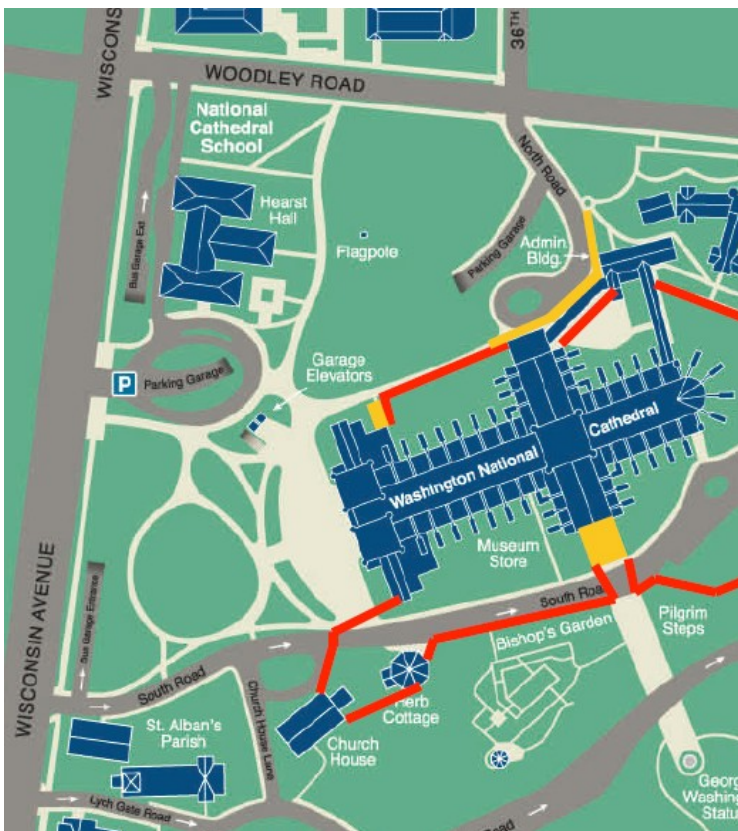 WISCONS
36TH
WOODLEY ROAD
National
Cathedral
School
North Road
Hearst
Hall
Flagpole
Admin.
Bldg.
Parking Garage
Bus Garage Exit
Garage
Elevators
P
Parking Garage
Cathedral
Washington National
Museum
Store
WISCONSIN AVENUE
Bus Garage Entrance
South Road
Pilgrim
Steps
Bishop's Garden
South Road
Church House Lane
Herb
Cottage
St. Alban's
Parish
Church
House
Georg
Washing
Statu
Lych Gate Road
Road